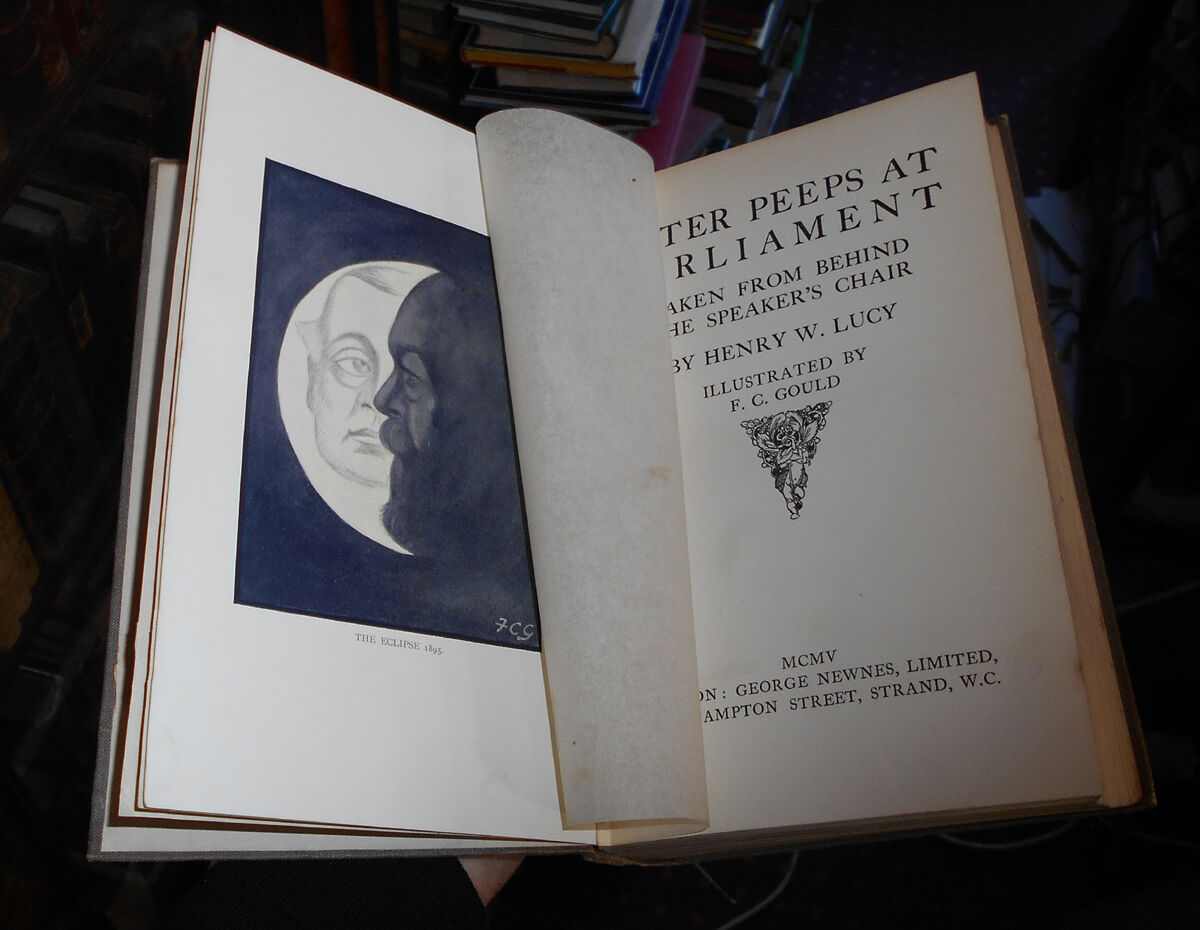 FCG
THE ECLIPSE 1895.
TER PEEPS AT
RLIAMENT
AKEN FROM BEHIND
HE SPEAKER'S CHAIR
BY HENRY W. LUCY
ILLUSTRATED BY
F. C. GOULD
MCMV
ON: GEORGE NEWNES, LIMITED,
AMPTON STREET, STRAND, W.C.